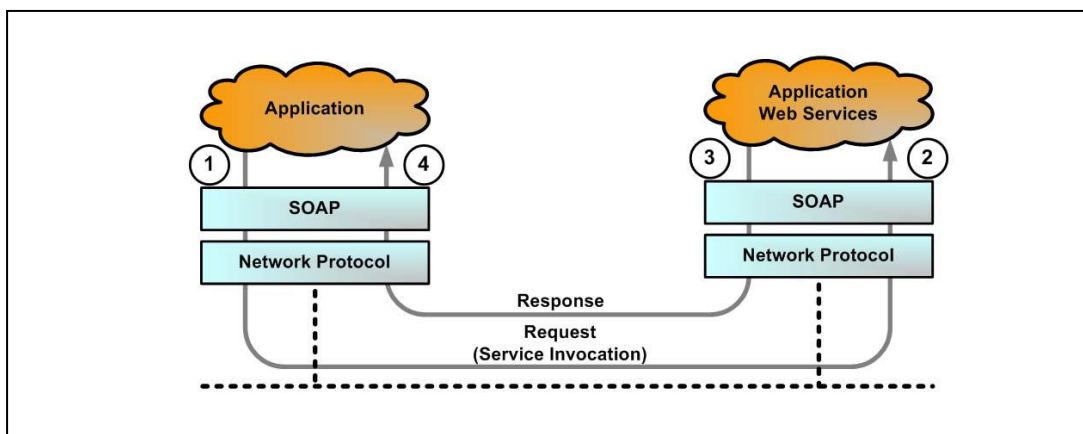 Application
Application
Web Services
1
4
3
2
SOAP
SOAP
Network Protocol
Network Protocol
Response
Request
(Service Invocation)